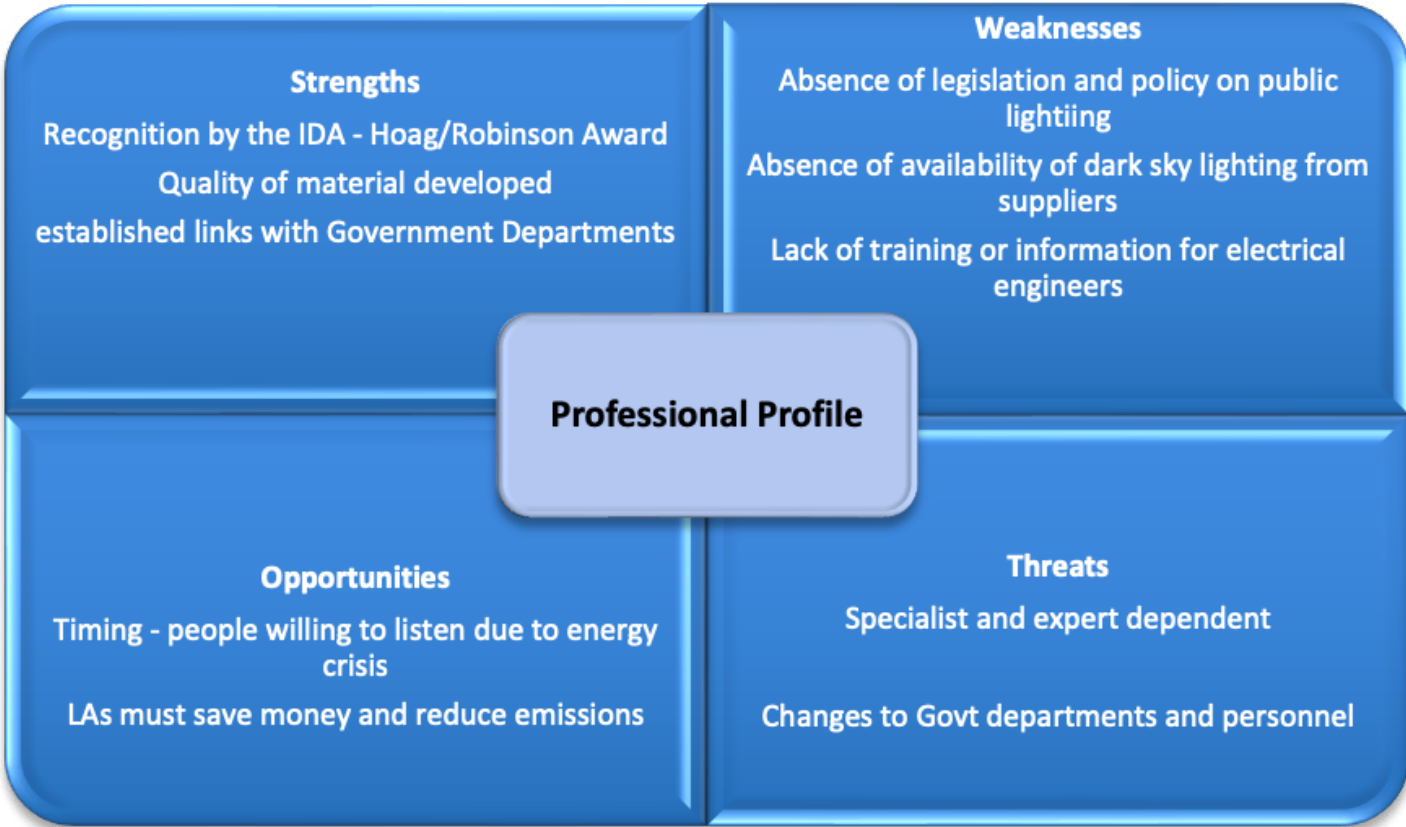 Strengths
Recognition by the IDA - Hoag/Robinson Award
Quality of material developed
established links with Government Departments
Weaknesses
Absence of legislation and policy on public
lightiing
Absence of availability of dark sky lighting from
suppliers
Lack of training or information for electrical
engineers
Professional Profile
Opportunities
Timing - people willing to listen due to energy
crisis
LAs must save money and reduce emissions
Threats
Specialist and expert dependent
Changes to Govt departments and personnel